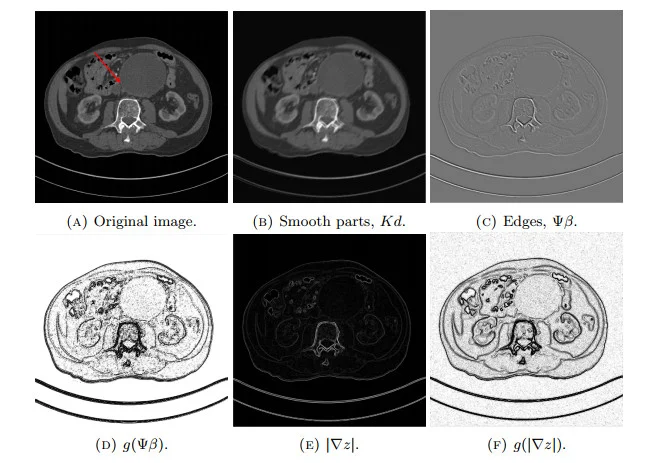 (A) Original image.
(B) Smooth parts, Kd.
(C) Edges, Ψβ.
(D) g(Ψβ).
(E) |∇z|.
(F) g(|∇z|).